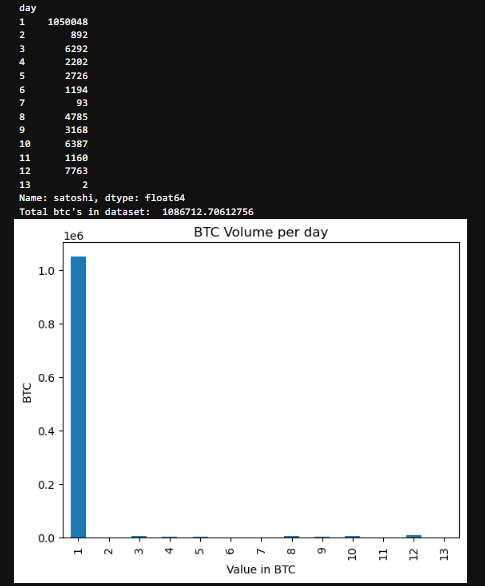 day
1 1050048
2 892
3 6292
4 2202
5 2726
6 1194
7 93
8 4785
9 3168
10 6387
11 1160
12 7763
13 2
Name: satoshi, dtype: float64
Total btc's in dataset: 1086712.70612756
BTC Volume per day
1e6
1.0
0.8
0.6
0.4
0.2
0.0
BTC
1 2 3 4 5 6 7 8 9 10 11 12 13
Value in BTC